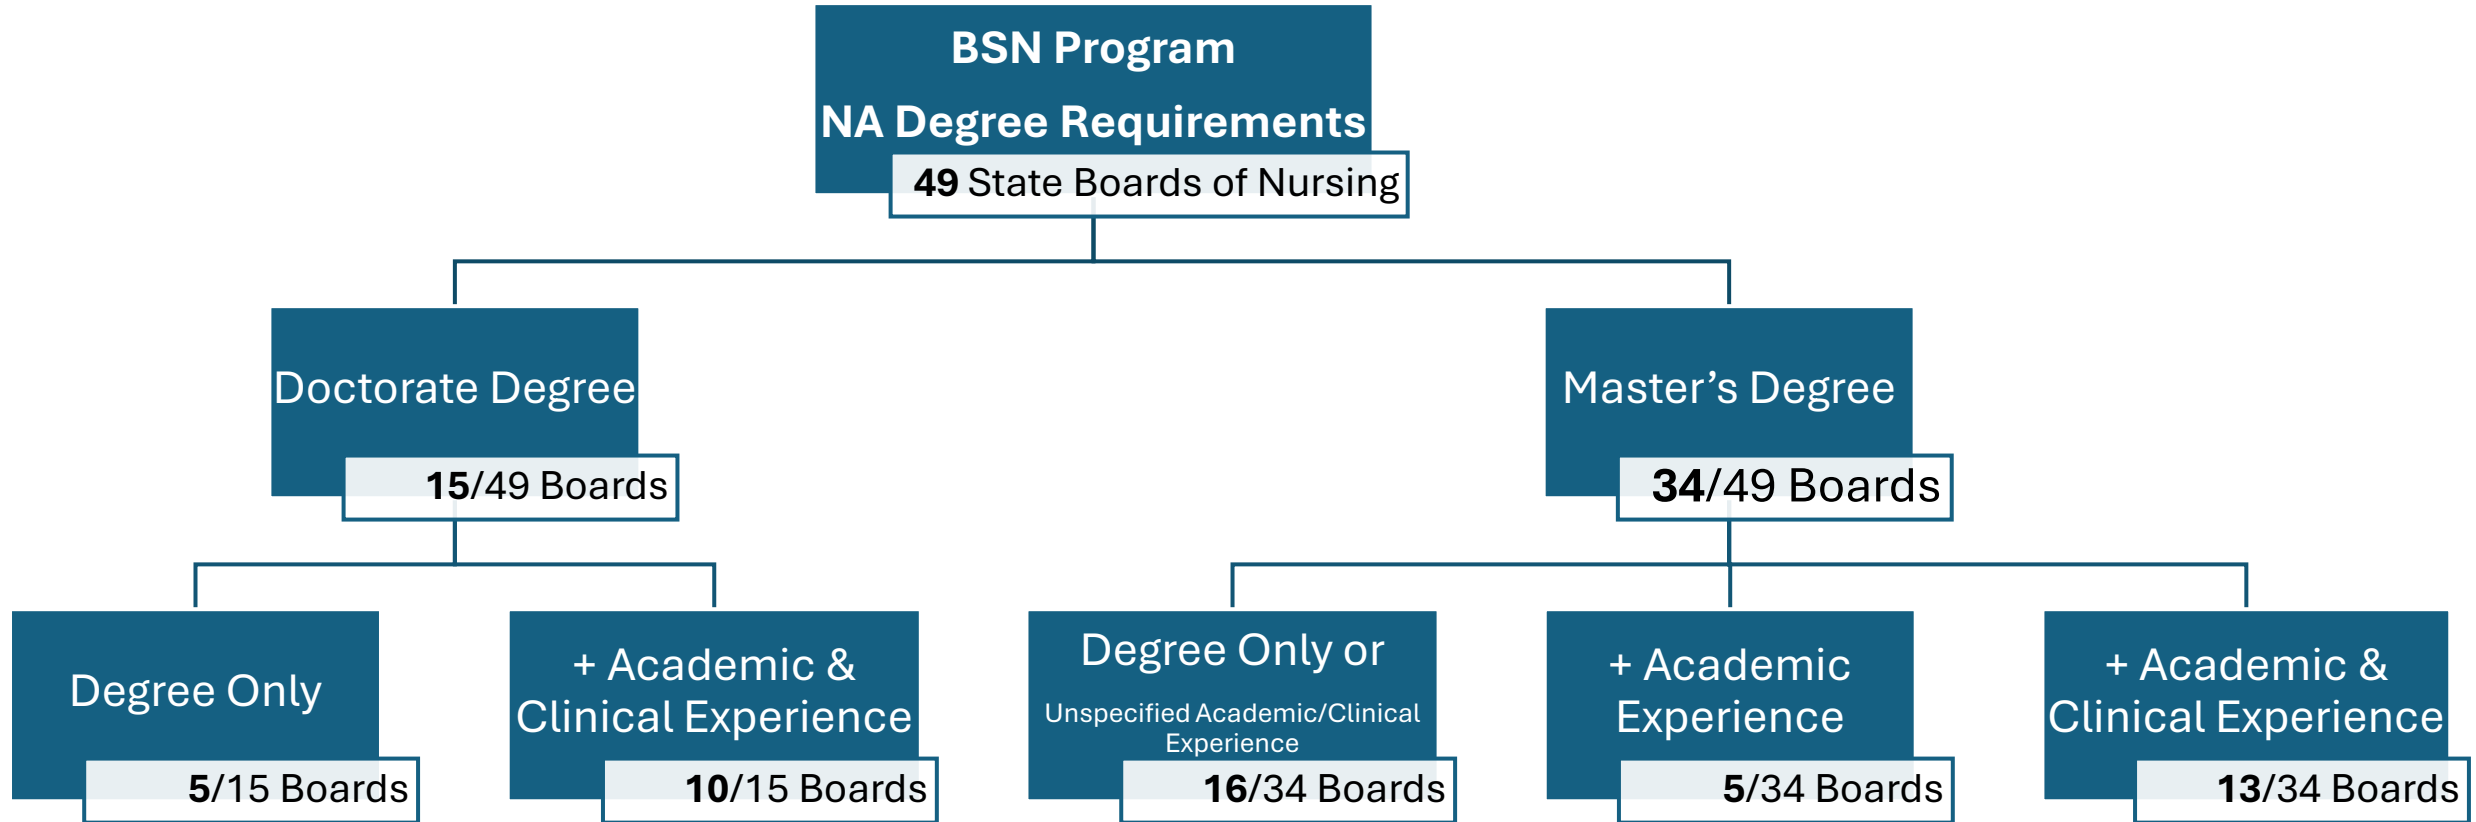 BSN Program
NA Degree Requirements
49 State Boards of Nursing
Doctorate Degree
15/49 Boards
Master’s Degree
34/49 Boards
Degree Only
5/15 Boards
+ Academic &
Clinical Experience
10/15 Boards
Degree Only or
Unspecified Academic/Clinical
Experience
16/34 Boards
+ Academic
Experience
5/34 Boards
+ Academic &
Clinical Experience
13/34 Boards